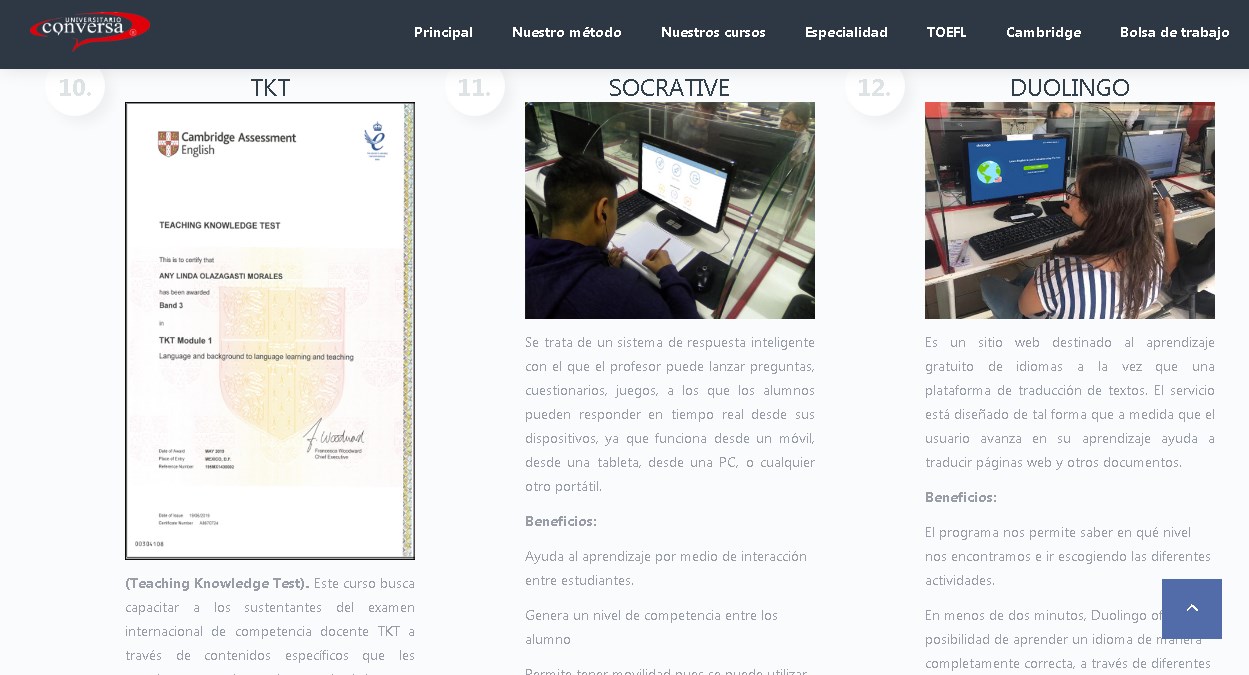 UNIVERSITARIO
conversa
Principal
Nuestro método
Nuestros cursos
Especialidad
TOEFL
Cambridge
Bolsa de trabajo
10.
TKT
Cambridge Assessment
English
TEACHING KNOWLEDGE TEST
This is to certify that
ANY LINDA OLAZAGASTI MORALES
has been awarded
Band 3
in
TKT Module 1
Language and background to language learning and teaching
Francesca Woodward
Chief Executive
Date of Award MAY 2019
Place of Entry MEXICO, D.F.
Reference Number
Date of Issue
Certificate Number
00304108
(Teaching Knowledge Test). Este curso busca
capacitar a los sustentantes del examen
internacional de competencia docente TKT a
través de contenidos específicos que les
11.
SOCRATIVE
Se trata de un sistema de respuesta inteligente
con el que el profesor puede lanzar preguntas,
cuestionarios, juegos, a los que los alumnos
pueden responder en tiempo real desde sus
dispositivos, ya que funciona desde un móvil,
desde una tableta, desde una PC, o cualquier
otro portátil.
Beneficios:
Ayuda al aprendizaje por medio de interacción
entre estudiantes.
Genera un nivel de competencia entre los
alumno
Permite tener movilidad pues se puede utilizar
12.
DUOLINGO
Es un sitio web destinado al aprendizaje
gratuito de idiomas a la vez que una
plataforma de traducción de textos. El servicio
está diseñado de tal forma que a medida que el
usuario avanza en su aprendizaje ayuda a
traducir páginas web y otros documentos.
Beneficios:
El programa nos permite saber en qué nivel
nos encontramos e ir escogiendo las diferentes
actividades.
En menos de dos minutos, Duolingo of
posibilidad de aprender un idioma de manera
completamente correcta, a través de diferentes